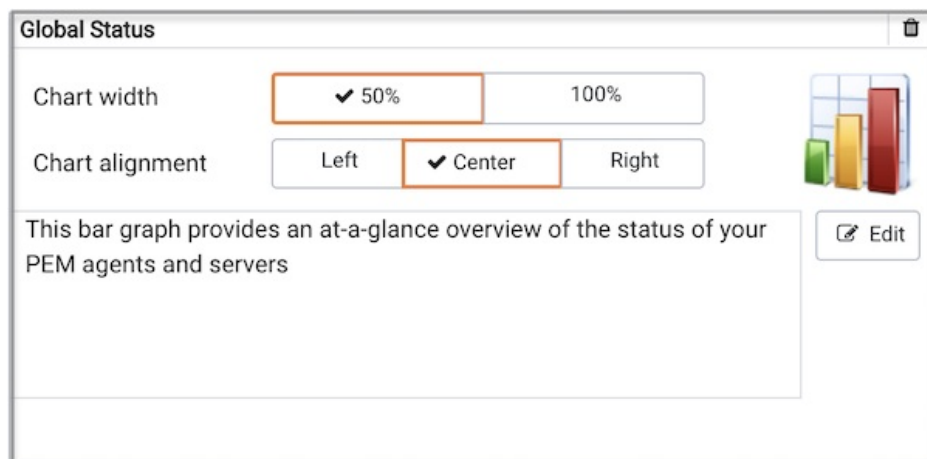 Global Status
Chart width
50%
100%
Chart alignment
Left
Center
Right
This bar graph provides an at-a-glance overview of the status of your
PEM agents and servers
Edit